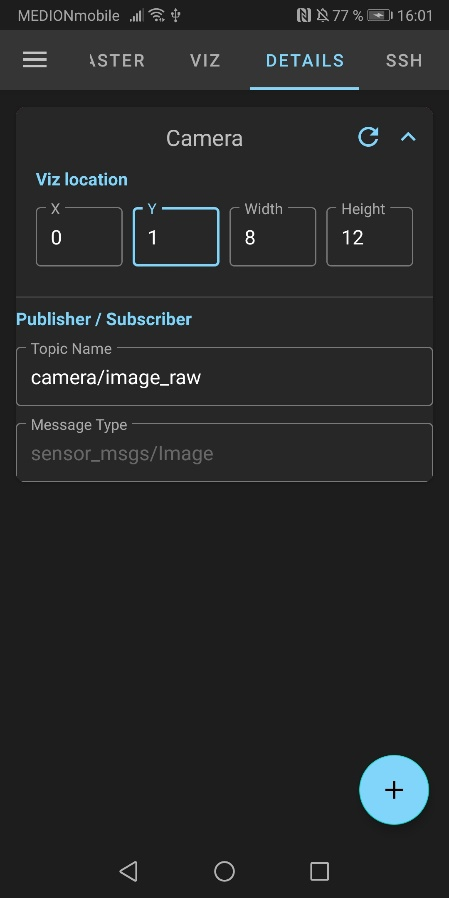 MEDIONmobile 77 % 16:01
ASTER VIZ DETAILS SSH
Camera
Viz location
X Y Width Height
0 1 8 12
Publisher / Subscriber
Topic Name
camera/image_raw
Message Type
sensor_msgs/Image
+